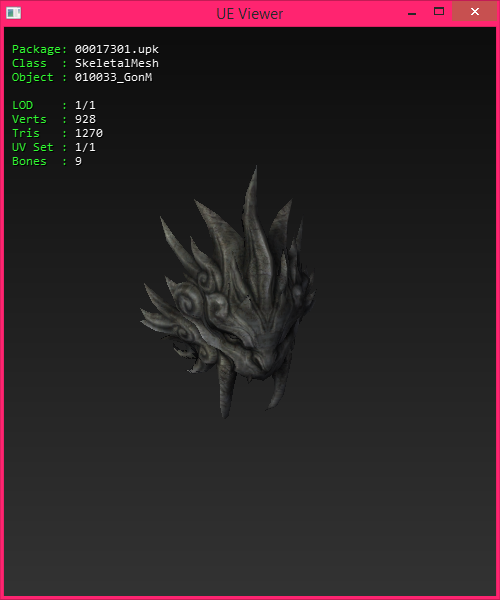 UE Viewer
Package: 00017301.upk
Class  : SkeletalMesh
Object : 010033_GonM
LOD    : 1/1
Verts  : 928
Tris   : 1270
UV Set : 1/1
Bones  : 9